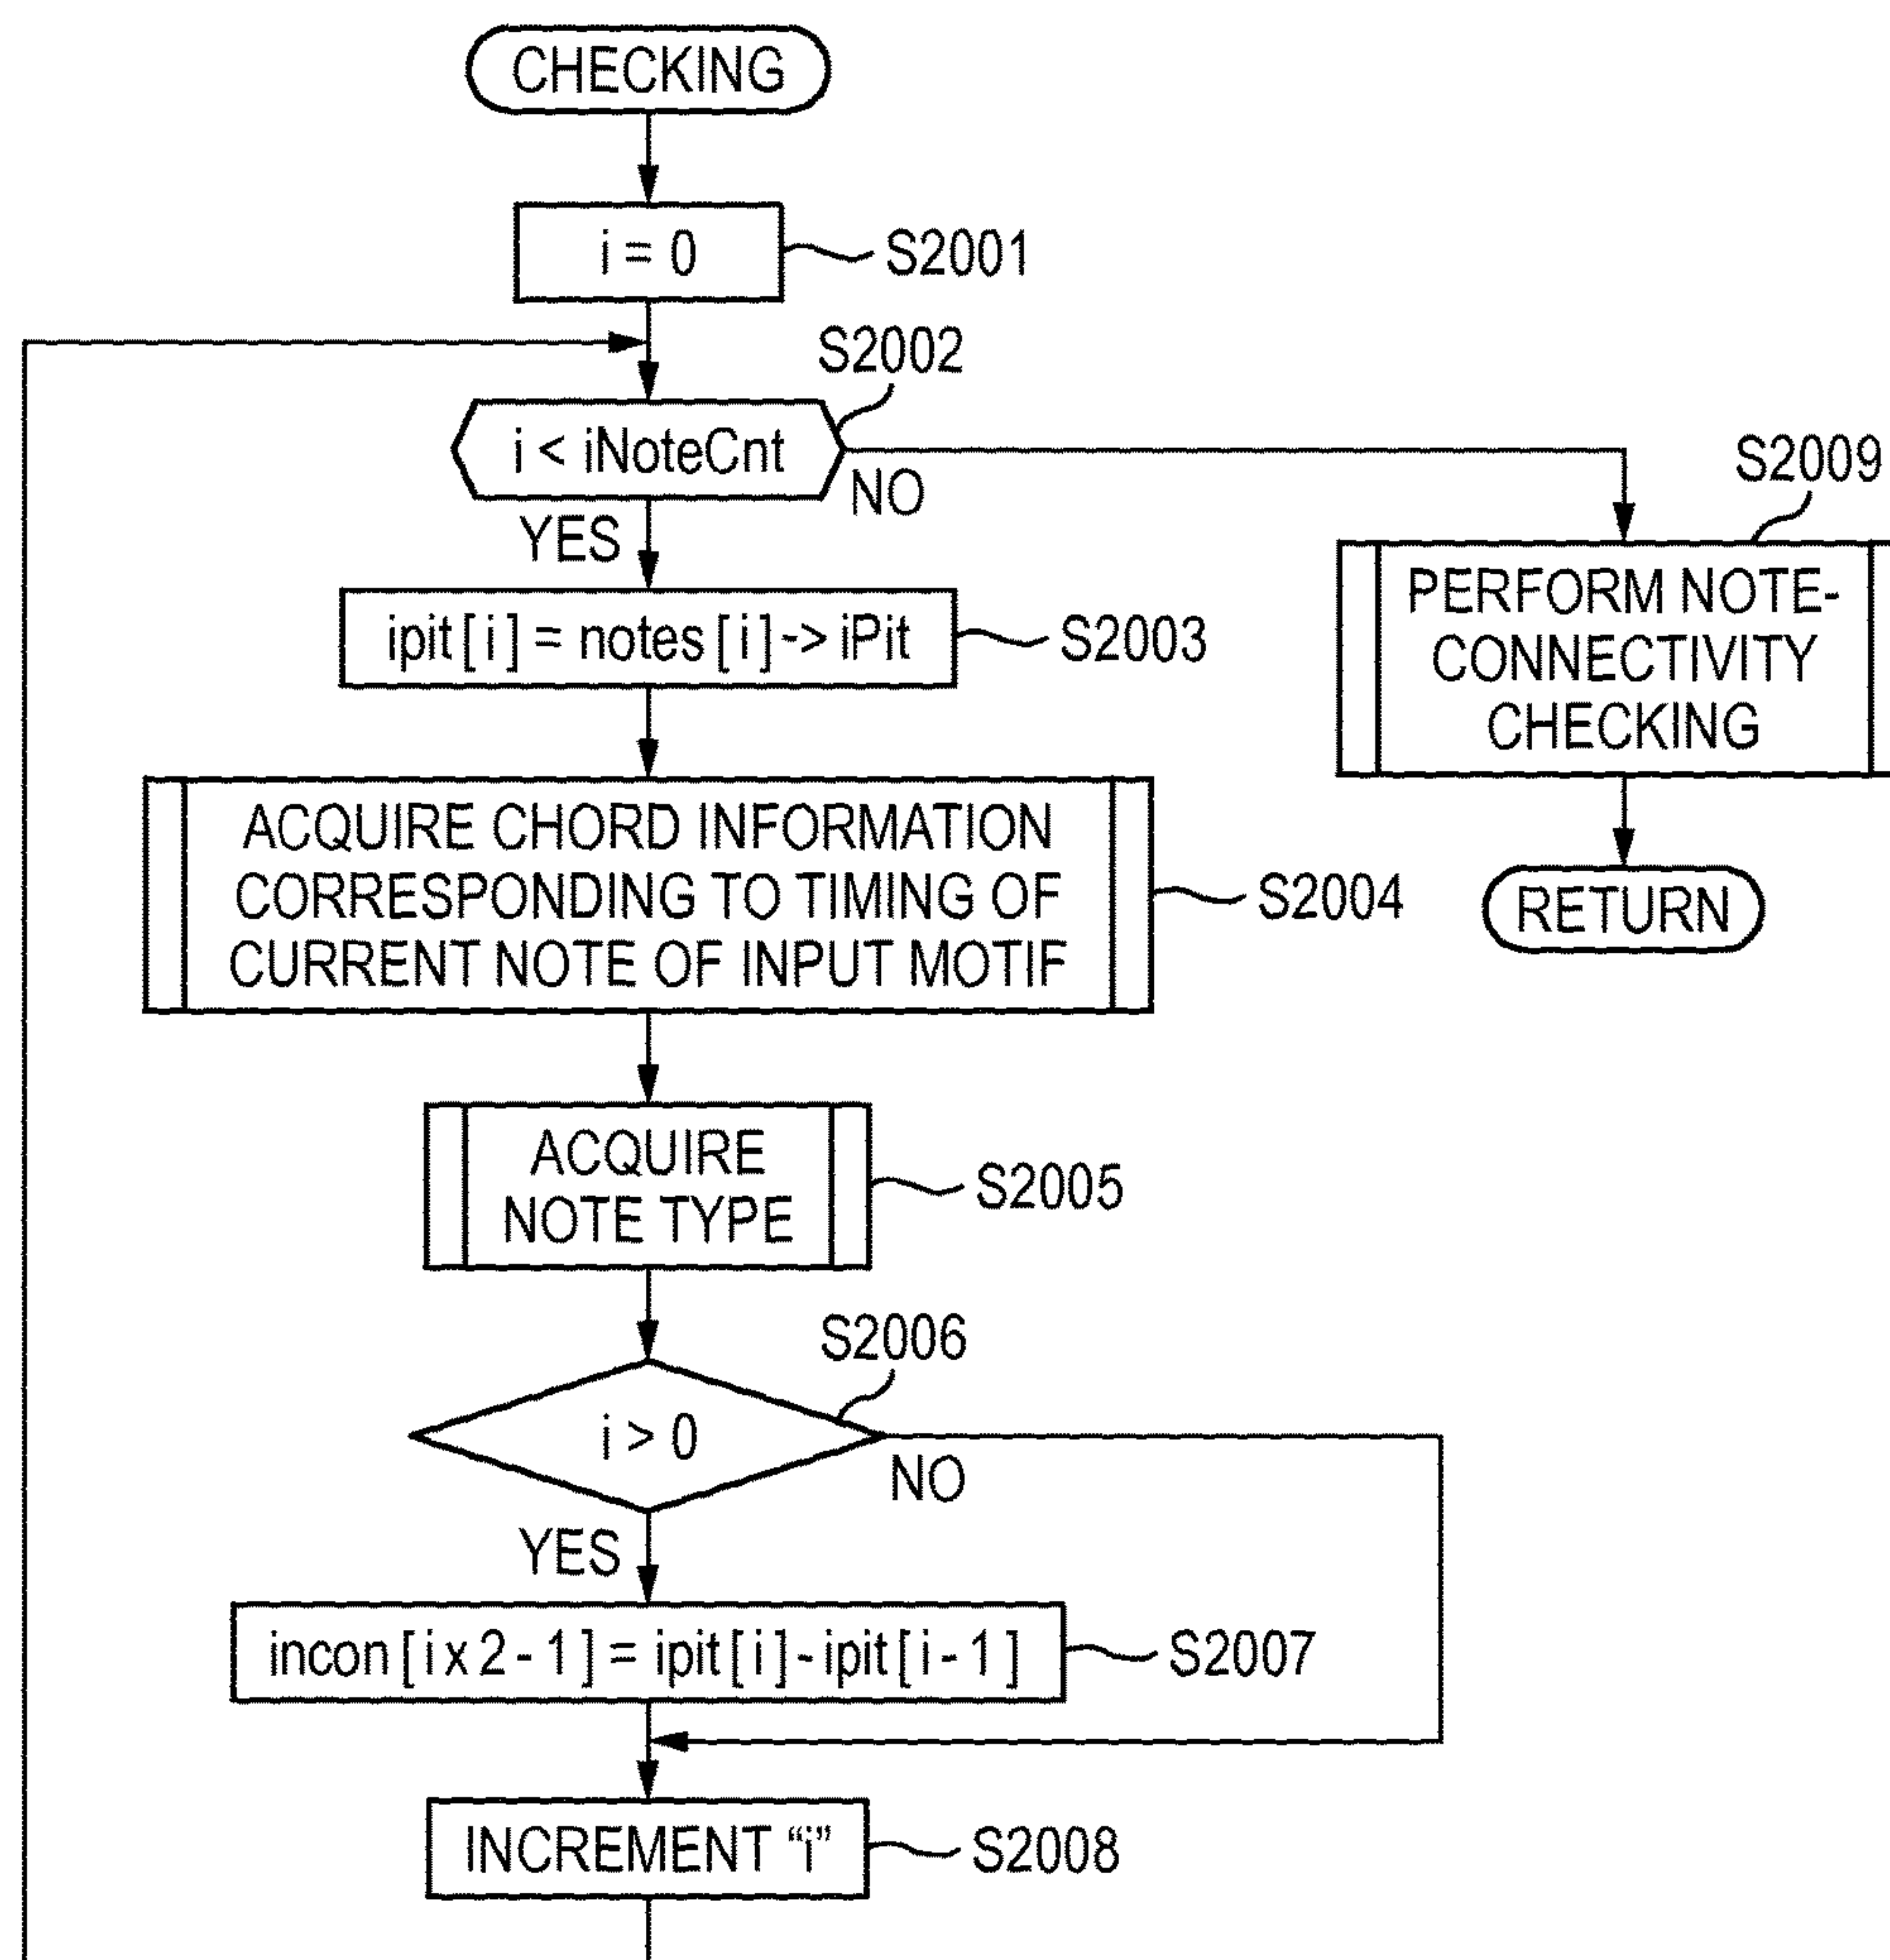 CHECKING
i = 0
S2001
S2002
i < iNoteCnt
NO
YES
S2009
PERFORM NOTE-
CONNECTIVITY
CHECKING
ipit [ i ] = notes [ i ] -> iPit
S2003
ACQUIRE CHORD INFORMATION
CORRESPONDING TO TIMING OF
CURRENT NOTE OF INPUT MOTIF
S2004
RETURN
ACQUIRE
NOTE TYPE
S2005
S2006
i > 0
NO
YES
incon [ i x 2 - 1 ] = ipit [ i ] - ipit [ i - 1 ]
S2007
INCREMENT “i”
S2008